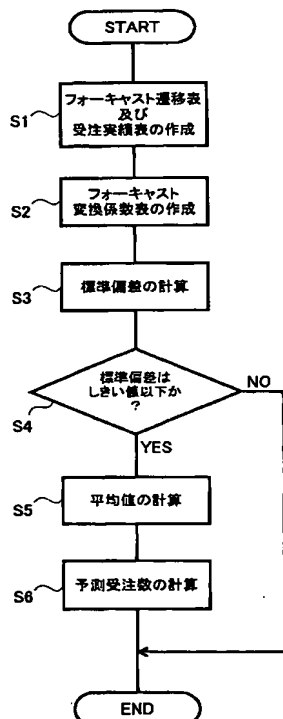 START
S1
フォーキャスト遷移表
及び
受注実績表の作成
S2
フォーキャスト
変換係数表の作成
S3
標準偏差の計算
標準偏差は
しきい値以下か
?
NO
S4
YES
S5
平均値の計算
S6
予測受注数の計算
END